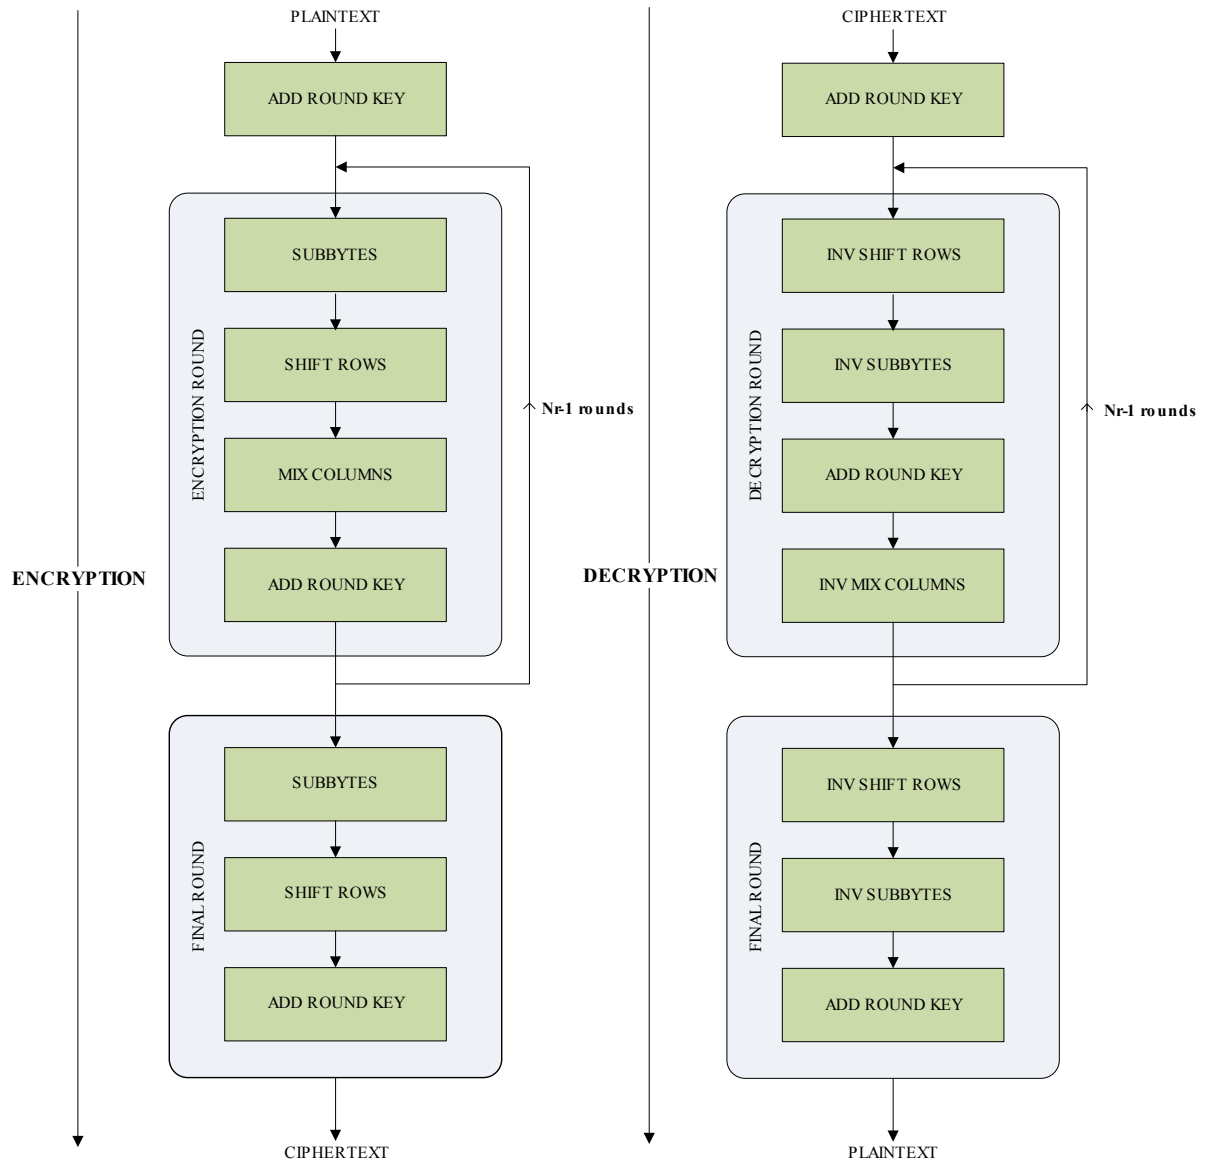 PLAINTEXT
ADD ROUND KEY
ENCRYPTION ROUND
SUBBYTES
SHIFT ROWS
MIX COLUMNS
ADD ROUND KEY
Nr-1 rounds
ENCRYPTION
FINAL ROUND
SUBBYTES
SHIFT ROWS
ADD ROUND KEY
CIPHERTEXT
CIPHERTEXT
ADD ROUND KEY
DECRYPTION ROUND
INV SHIFT ROWS
INV SUBBYTES
ADD ROUND KEY
INV MIX COLUMNS
Nr-1 rounds
DECRYPTION
FINAL ROUND
INV SHIFT ROWS
INV SUBBYTES
ADD ROUND KEY
PLAINTEXT